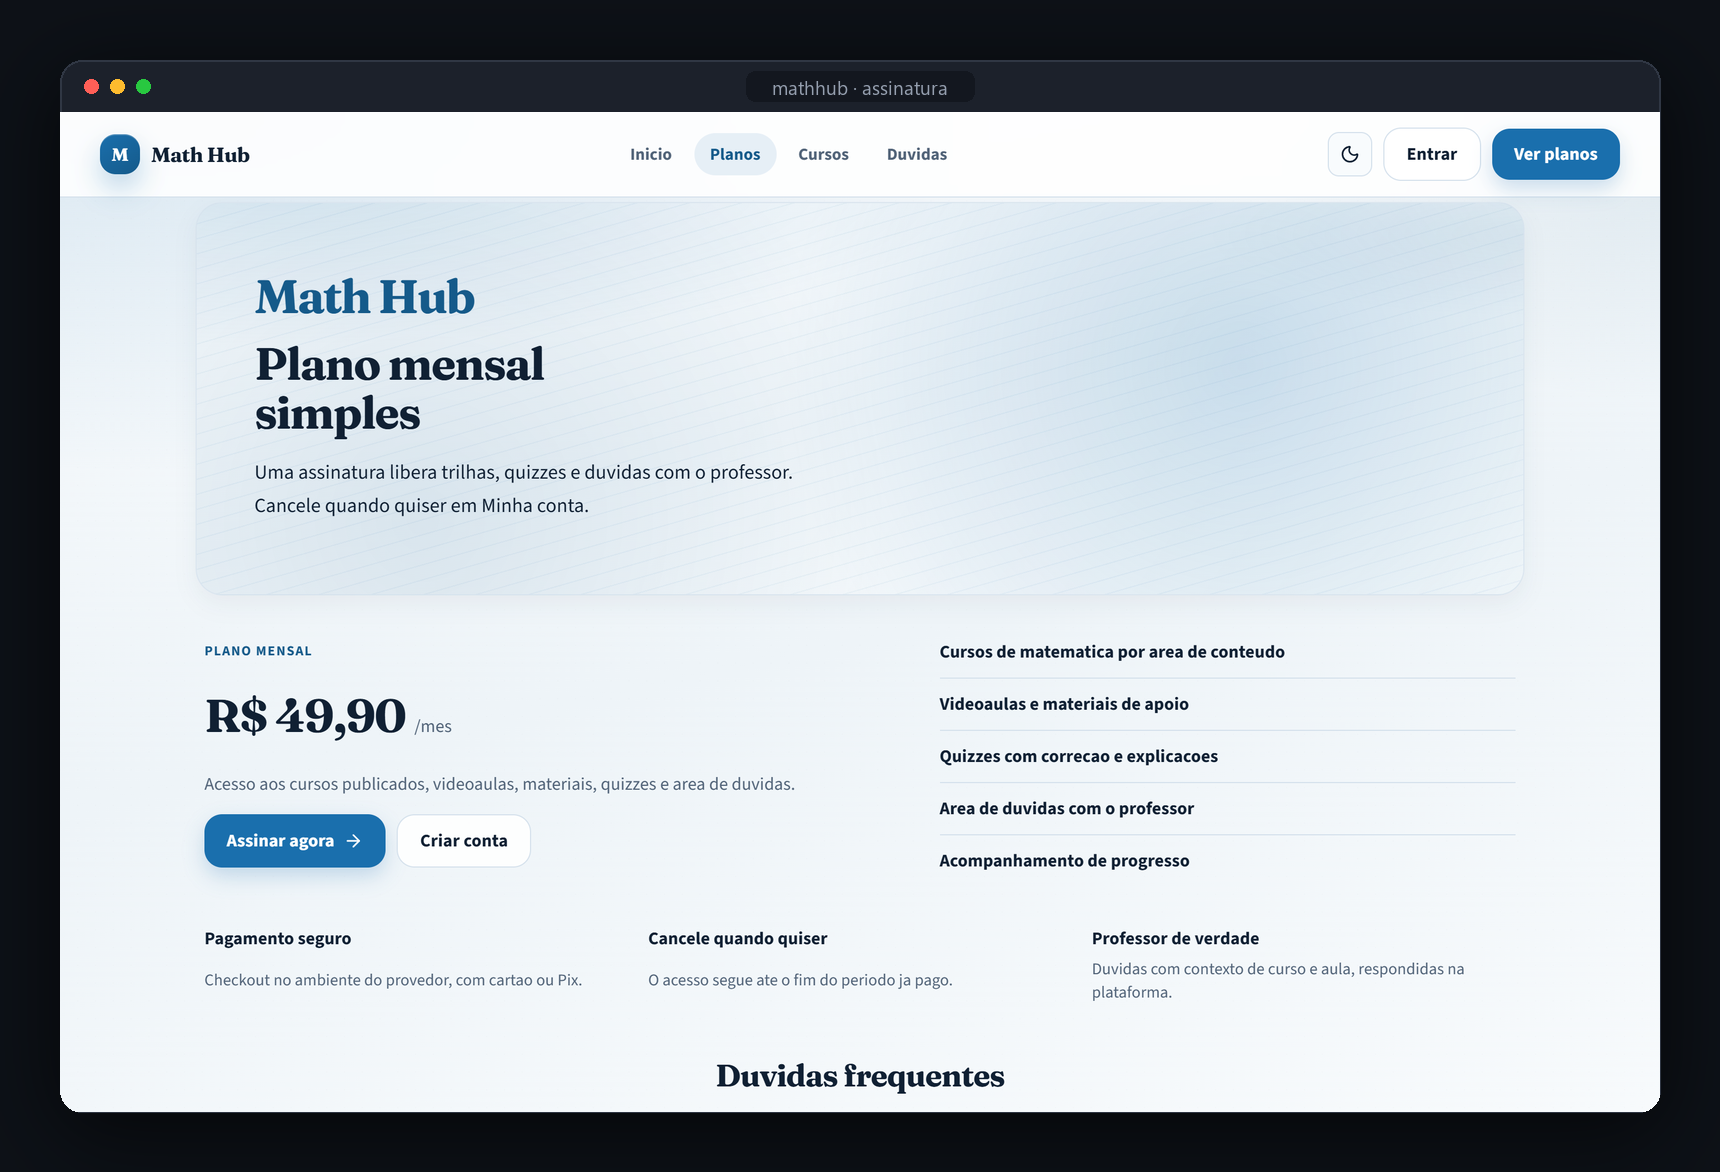 mathhub · assinatura
M Math Hub
Inicio Planos Cursos Duvidas
Entrar Ver planos
Math Hub
Plano mensal
simples
Uma assinatura libera trilhas, quizzes e duvidas com o professor.
Cancele quando quiser em Minha conta.
PLANO MENSAL
R$ 49,90 /mes
Acesso aos cursos publicados, videoaulas, materiais, quizzes e area de duvidas.
Assinar agora → Criar conta
Cursos de matematica por area de conteudo
Videoaulas e materiais de apoio
Quizzes com correcao e explicacoes
Area de duvidas com o professor
Acompanhamento de progresso
Pagamento seguro
Checkout no ambiente do provedor, com cartao ou Pix.
Cancele quando quiser
O acesso segue ate o fim do periodo ja pago.
Professor de verdade
Duvidas com contexto de curso e aula, respondidas na
plataforma.
Duvidas frequentes